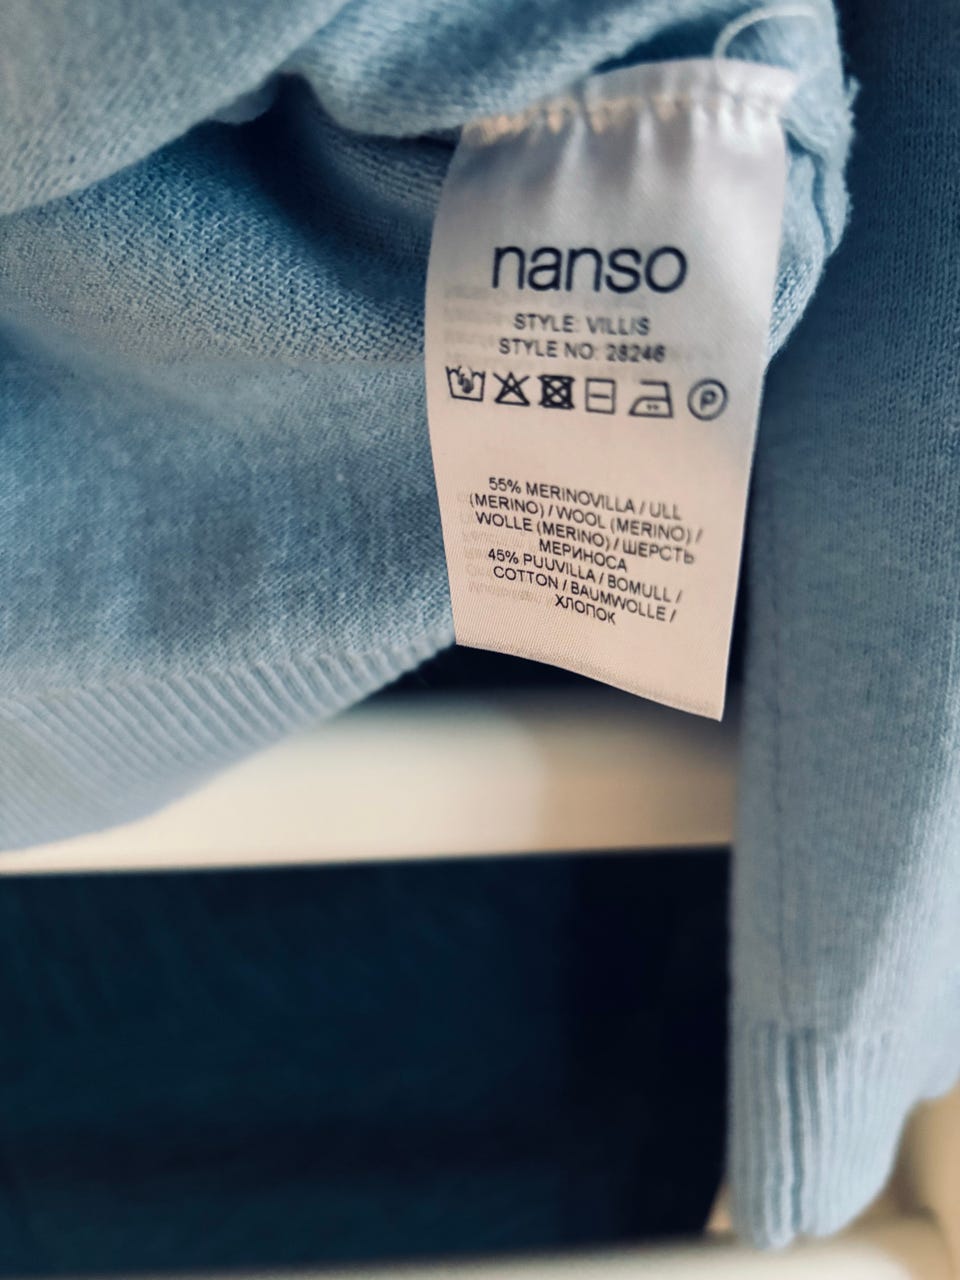 nanso
STYLE: VILLIS
STYLE NO: 28246
P
55% MERINOVILLA / ULL
(MERINO) / WOOL (MERINO) /
WOLLE (MERINO) / ШЕРСТЬ
МЕРИНОСА
45% PUUVILLA / BOMULL /
COTTON / BAUMWOLLE /
ХЛОПОК